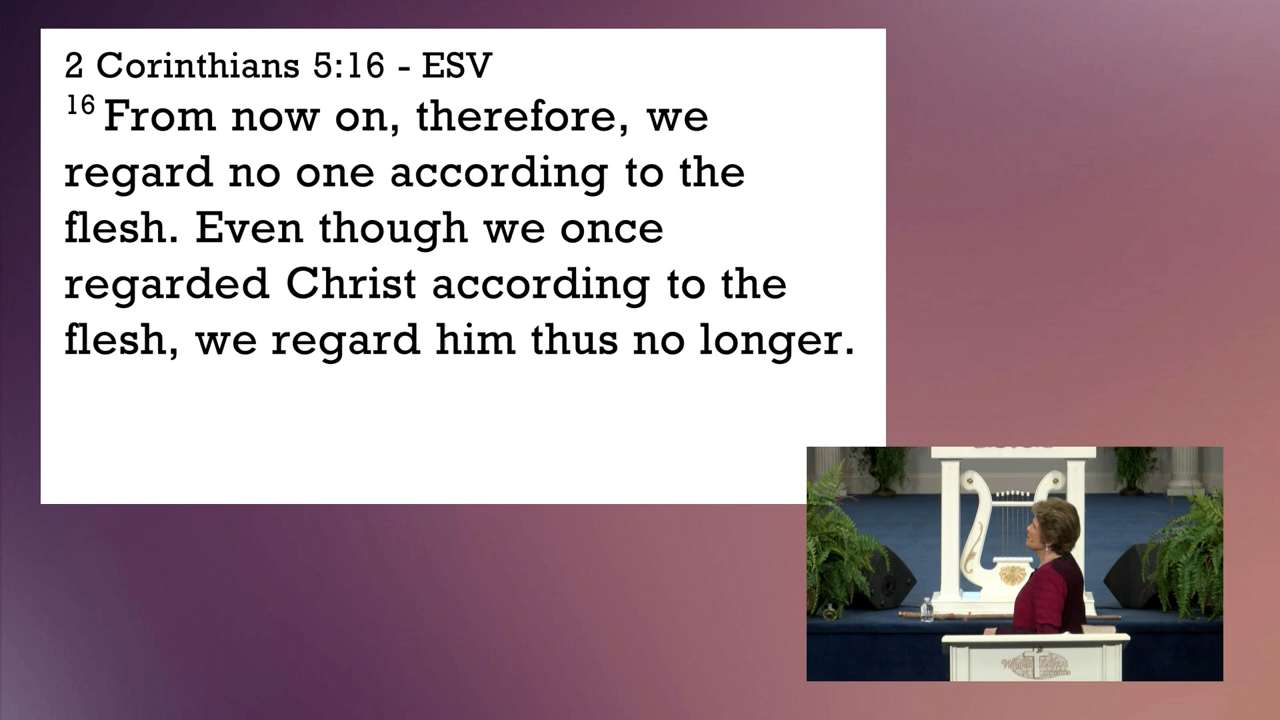 2 Corinthians 5:16 - ESV
16 From now on, therefore, we
regard no one according to the
flesh. Even though we once
regarded Christ according to the
flesh, we regard him thus no longer.